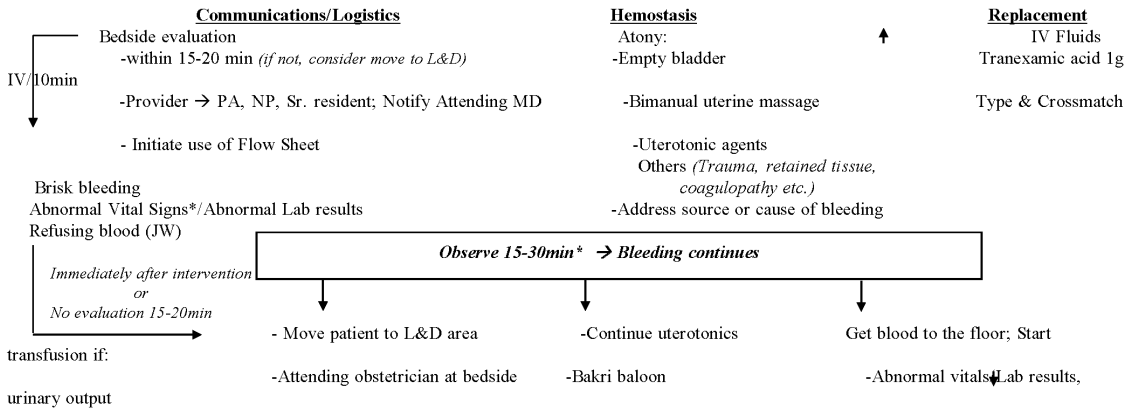 Communications/Logistics Hemostasis Replacement
Bedside evaluation Atony: IV Fluids
-within 15-20 min (if not, consider move to L&D) -Empty bladder Tranexamic acid 1g
IV/10min
-Provider → PA, NP, Sr. resident; Notify Attending MD -Bimanual uterine massage Type & Crossmatch
- Initiate use of Flow Sheet -Uterotonic agents
Others (Trauma, retained tissue,
coagulopathy etc.)
Brisk bleeding
Abnormal Vital Signs*/Abnormal Lab results -Address source or cause of bleeding
Refusing blood (JW)
Observe 15-30min* → Bleeding continues
Immediately after intervention
or
No evaluation 15-20min
- Move patient to L&D area -Continue uterotonics Get blood to the floor; Start
transfusion if:
-Attending obstetrician at bedside -Bakri baloon -Abnormal vitals/Lab results,
urinary output